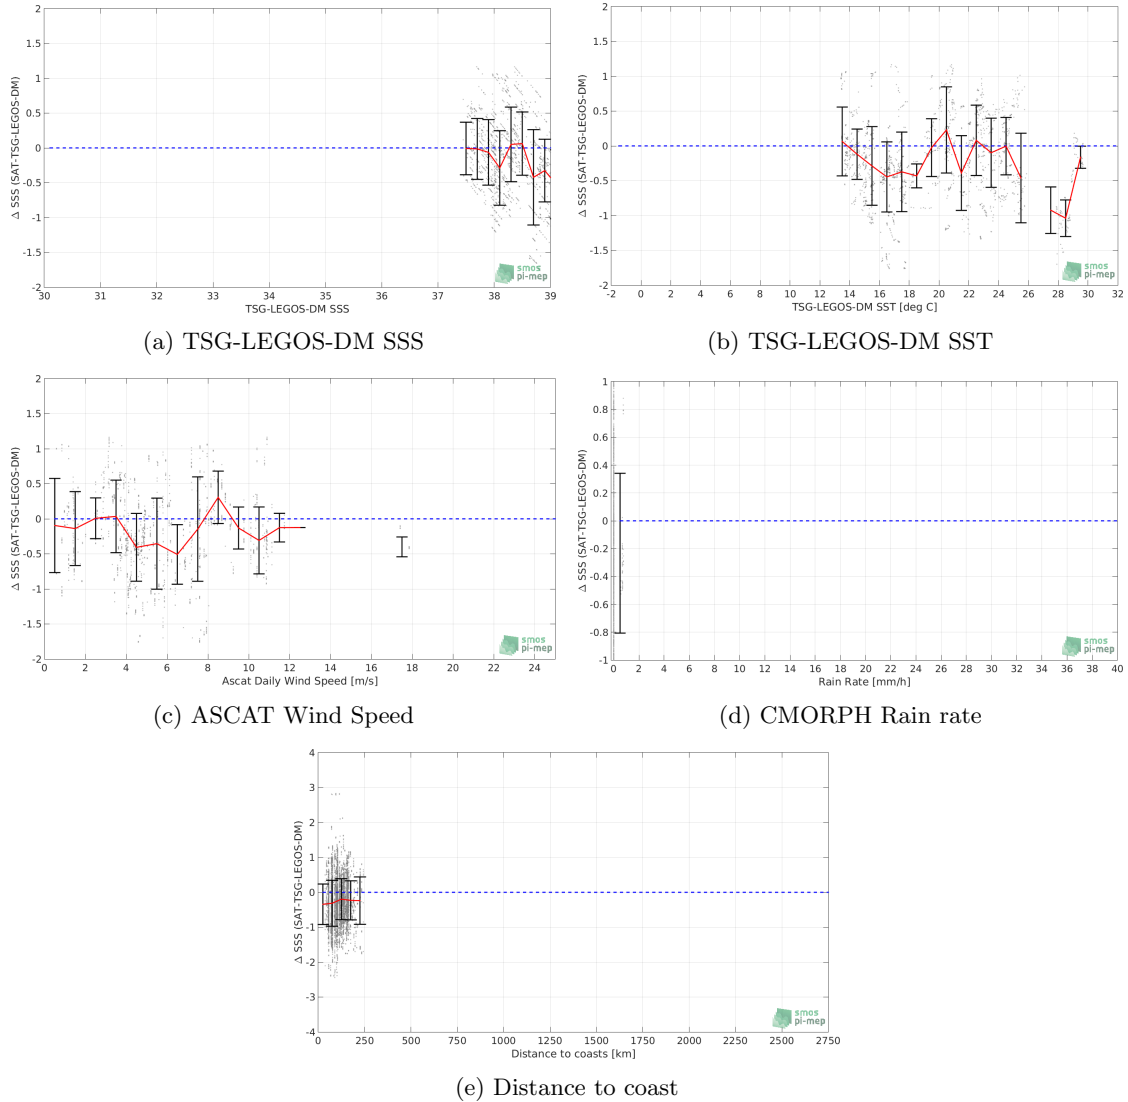 2
1.5
1
0.5
0
-0.5
-1
-1.5
-2
Δ SSS (SAT-TSG-LEGOS-DM)
30 31 32 33 34 35 36 37 38 39
TSG-LEGOS-DM SSS
smos
pi-mep
(a) TSG-LEGOS-DM SSS
2
1.5
1
0.5
0
-0.5
-1
-1.5
-2
Δ SSS (SAT-TSG-LEGOS-DM)
-2 0 2 4 6 8 10 12 14 16 18 20 22 24 26 28 30 32
TSG-LEGOS-DM SST [deg C]
smos
pi-mep
(b) TSG-LEGOS-DM SST
2
1.5
1
0.5
0
-0.5
-1
-1.5
-2
Δ SSS (SAT-TSG-LEGOS-DM)
0 2 4 6 8 10 12 14 16 18 20 22 24
Ascat Daily Wind Speed [m/s]
smos
pi-mep
(c) ASCAT Wind Speed
1
0.8
0.6
0.4
0.2
0
-0.2
-0.4
-0.6
-0.8
-1
Δ SSS (SAT-TSG-LEGOS-DM)
0 2 4 6 8 10 12 14 16 18 20 22 24 26 28 30 32 34 36 38 40
Rain Rate [mm/h]
smos
pi-mep
(d) CMORPH Rain rate
4
3
2
1
0
-1
-2
-3
-4
Δ SSS (SAT-TSG-LEGOS-DM)
0 250 500 750 1000 1250 1500 1750 2000 2250 2500 2750
Distance to coasts [km]
smos
pi-mep
(e) Distance to coast